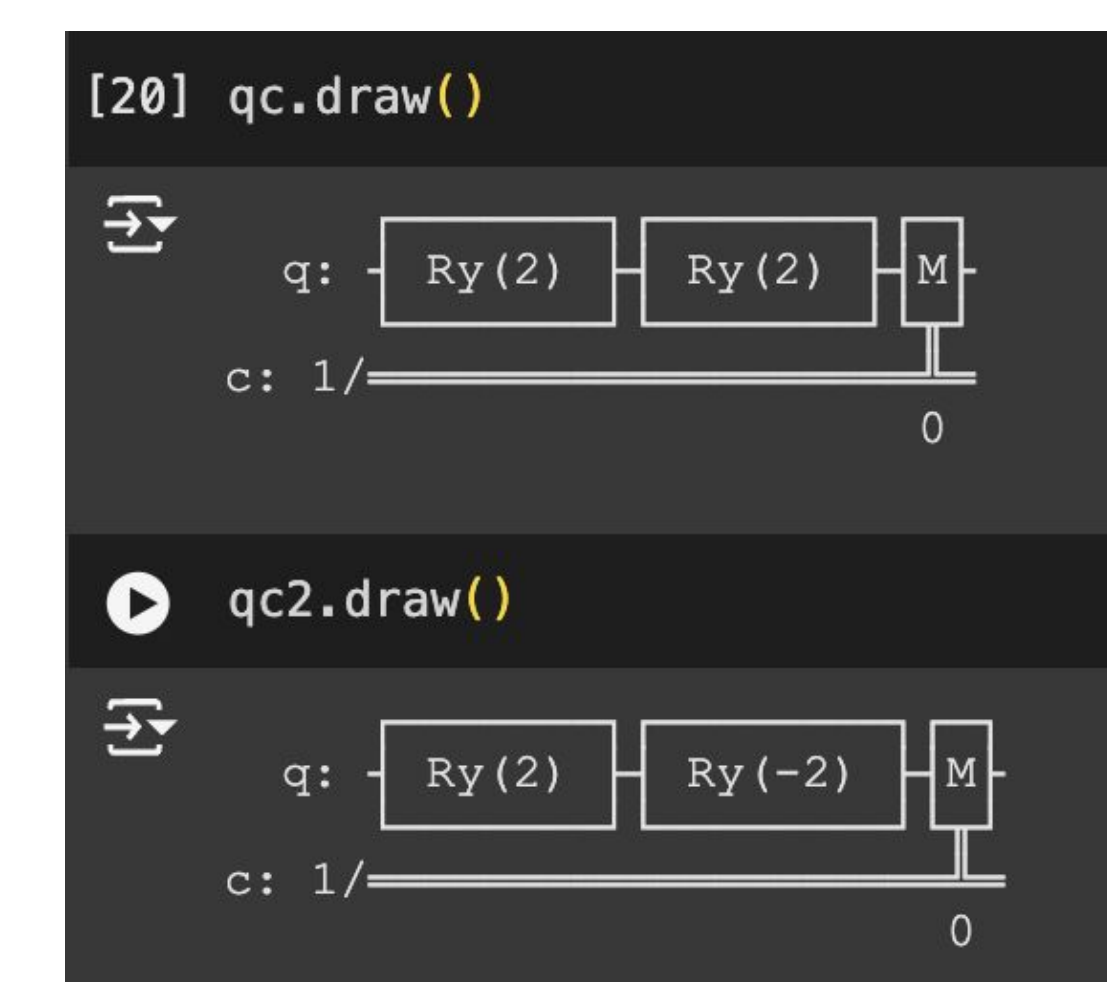 [20] qc.draw()
q: Ry(2) Ry(2) M
c: 1/
0
qc2.draw()
q: Ry(2) Ry(-2) M
c: 1/
0